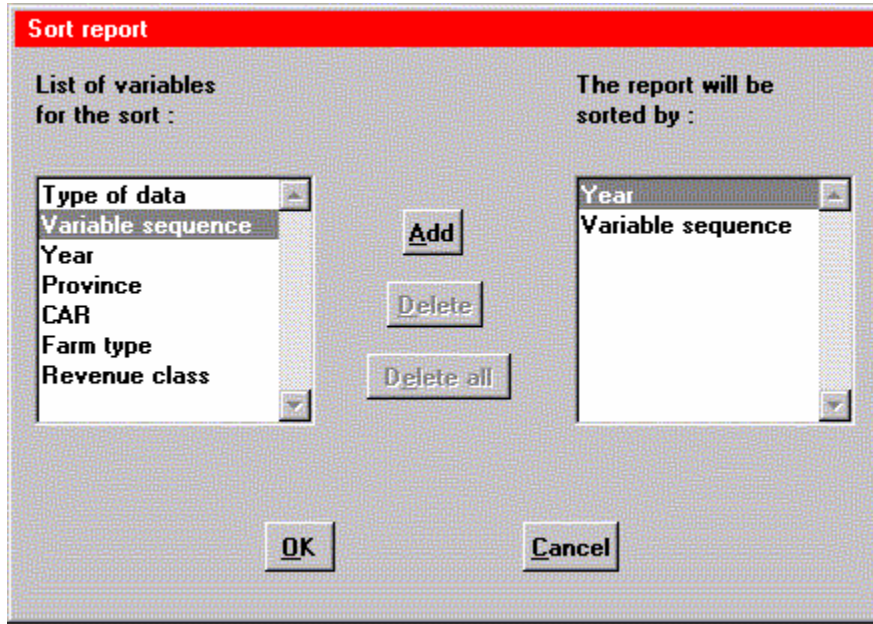 Sort report
List of variables
for the sort :
The report will be
sorted by :
Type of data
Variable sequence
Year
Province
CAR
Farm type
Revenue class
Add
Delete
Delete all
Year
Variable sequence
OK
Cancel